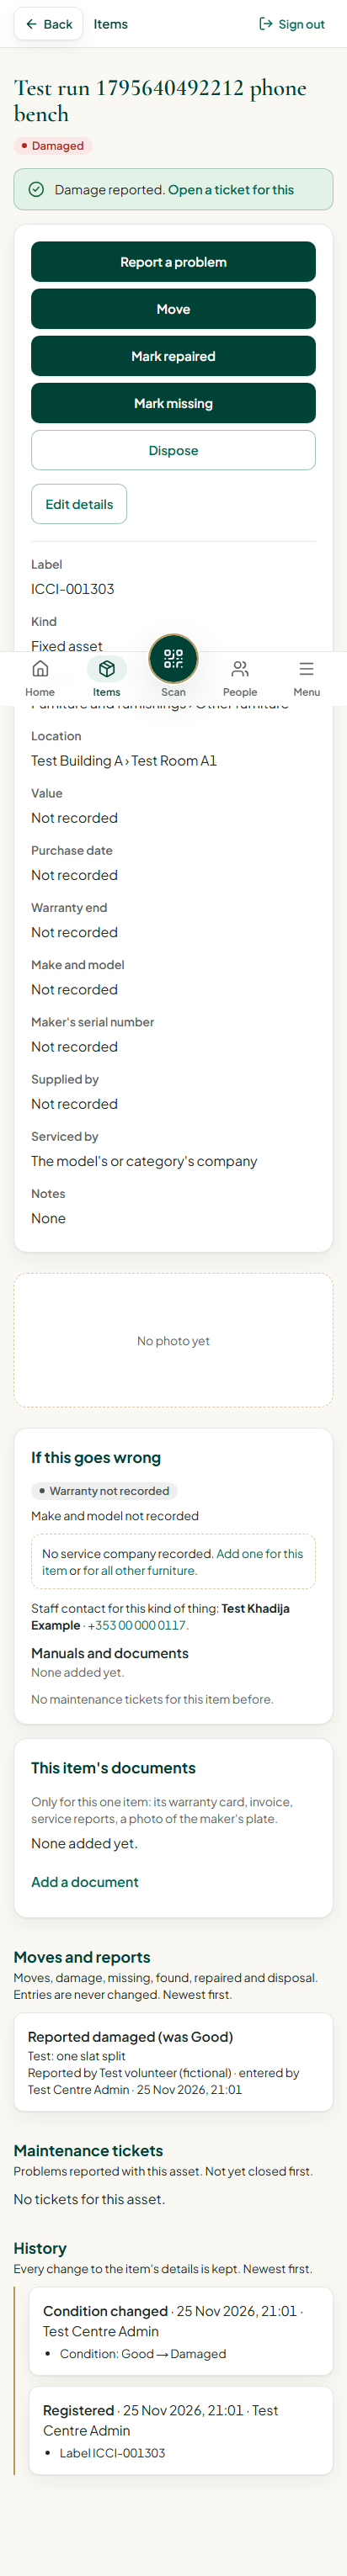 Back
Items
Sign out
Test run 1795640492212 phone
bench
Damaged
Damage reported. Open a ticket for this
Report a problem
Move
Mark repaired
Mark missing
Dispose
Edit details
Label
ICCI-001303
Kind
Fixed asset
Home
Items
Scan
People
Menu
Furniture and furnishings › Other furniture
Location
Test Building A › Test Room A1
Value
Not recorded
Purchase date
Not recorded
Warranty end
Not recorded
Make and model
Not recorded
Maker's serial number
Not recorded
Supplied by
Not recorded
Serviced by
The model's or category's company
Notes
None
No photo yet
If this goes wrong
Warranty not recorded
Make and model not recorded
No service company recorded. Add one for this
item or for all other furniture.
Staff contact for this kind of thing: Test Khadija
Example · +353 00 000 0117.
Manuals and documents
None added yet.
No maintenance tickets for this item before.
This item's documents
Only for this one item: its warranty card, invoice,
service reports, a photo of the maker's plate.
None added yet.
Add a document
Moves and reports
Moves, damage, missing, found, repaired and disposal.
Entries are never changed. Newest first.
Reported damaged (was Good)
Test: one slat split
Reported by Test volunteer (fictional) · entered by
Test Centre Admin · 25 Nov 2026, 21:01
Maintenance tickets
Problems reported with this asset. Not yet closed first.
No tickets for this asset.
History
Every change to the item's details is kept. Newest first.
Condition changed · 25 Nov 2026, 21:01 ·
Test Centre Admin
• Condition: Good → Damaged
Registered · 25 Nov 2026, 21:01 · Test
Centre Admin
• Label ICCI-001303